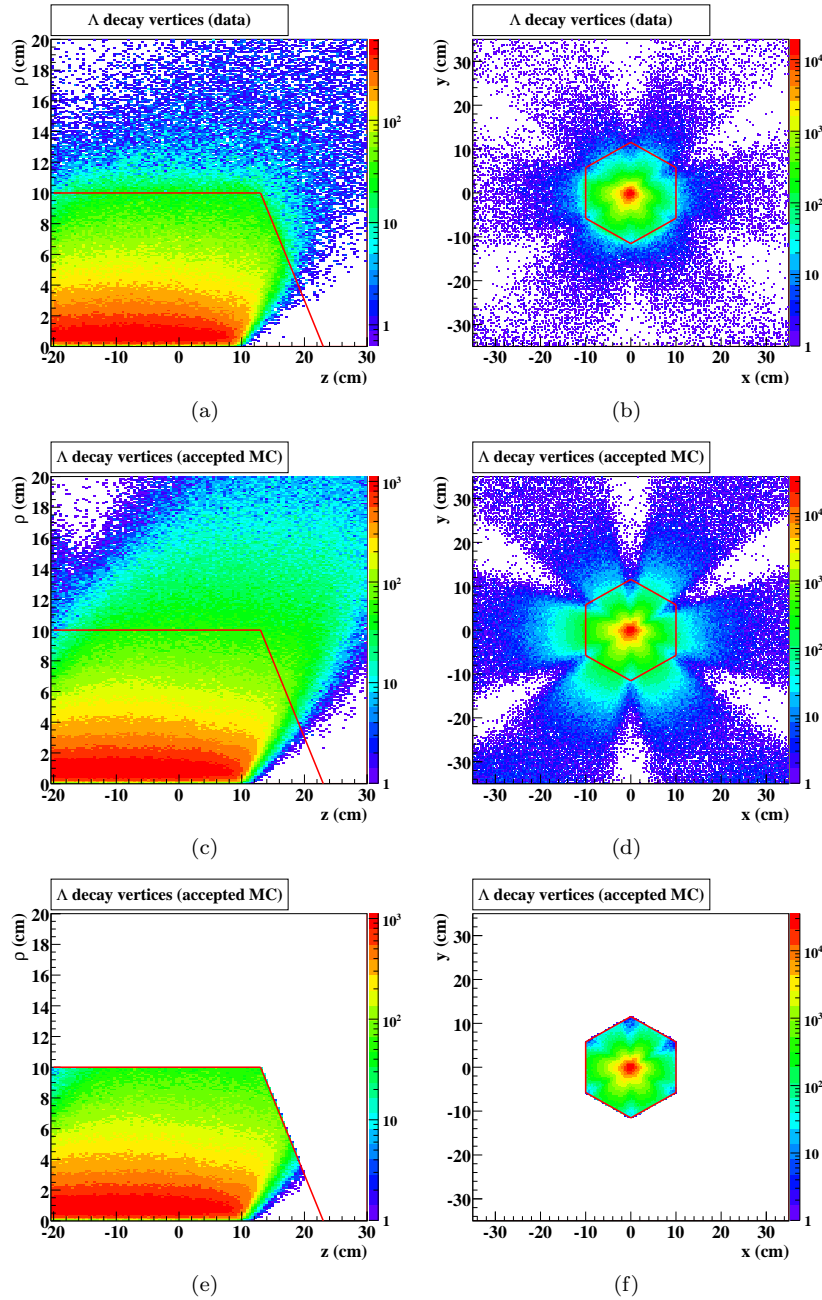 Λ decay vertices (data)
ρ (cm)
20
18
16
14
12
10
8
6
4
2
0
-20 -10 0 10 20 30
z (cm)
10²
10
1
(a)
Λ decay vertices (data)
y (cm)
30
20
10
0
-10
-20
-30
-30 -20 -10 0 10 20 30
x (cm)
10⁴
10³
10²
10
1
(b)
Λ decay vertices (accepted MC)
ρ (cm)
20
18
16
14
12
10
8
6
4
2
0
-20 -10 0 10 20 30
z (cm)
10³
10²
10
1
(c)
Λ decay vertices (accepted MC)
y (cm)
30
20
10
0
-10
-20
-30
-30 -20 -10 0 10 20 30
x (cm)
10⁴
10³
10²
10
1
(d)
Λ decay vertices (accepted MC)
ρ (cm)
20
18
16
14
12
10
8
6
4
2
0
-20 -10 0 10 20 30
z (cm)
10³
10²
10
1
(e)
Λ decay vertices (accepted MC)
y (cm)
30
20
10
0
-10
-20
-30
-30 -20 -10 0 10 20 30
x (cm)
10⁴
10³
10²
10
1
(f)